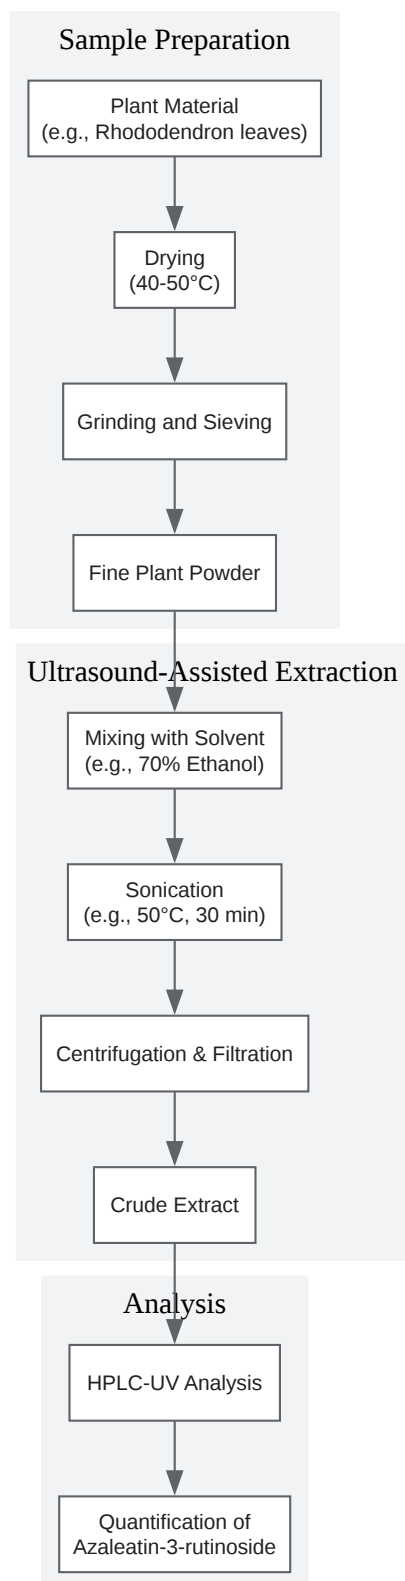 Sample Preparation
Plant Material
(e.g., Rhododendron leaves)
Drying
(40-50°C)
Grinding and Sieving
Fine Plant Powder
Ultrasound-Assisted Extraction
Mixing with Solvent
(e.g., 70% Ethanol)
Sonication
(e.g., 50°C, 30 min)
Centrifugation & Filtration
Crude Extract
Analysis
HPLC-UV Analysis
Quantification of
Azaleatin-3-rutinoside